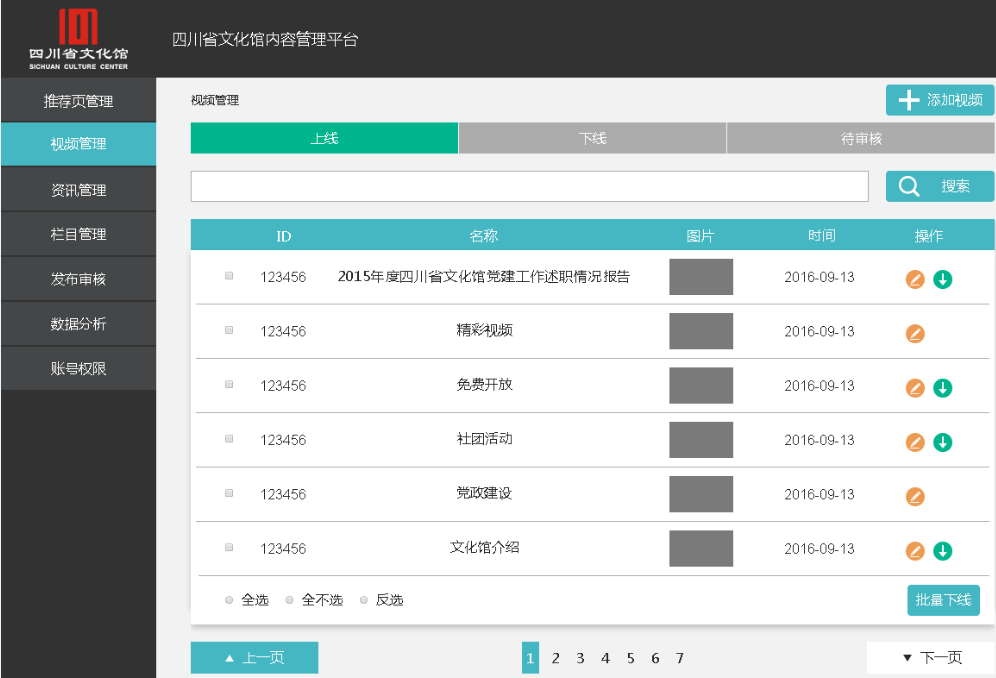 四川省文化馆
SICHUAN CULTURE CENTER
四川省文化馆内容管理平台
推荐页管理
视频管理
资讯管理
栏目管理
发布审核
数据分析
账号权限
视频管理
添加视频
上线 下线 待审核
搜索
ID 名称 图片 时间 操作
123456 2015年度四川省文化馆党建工作述职情况报告 2016-09-13
123456 精彩视频 2016-09-13
123456 免费开放 2016-09-13
123456 社团活动 2016-09-13
123456 党政建设 2016-09-13
123456 文化馆介绍 2016-09-13
全选 全不选 反选 批量下线
▲ 上一页 1 2 3 4 5 6 7 ▼ 下一页